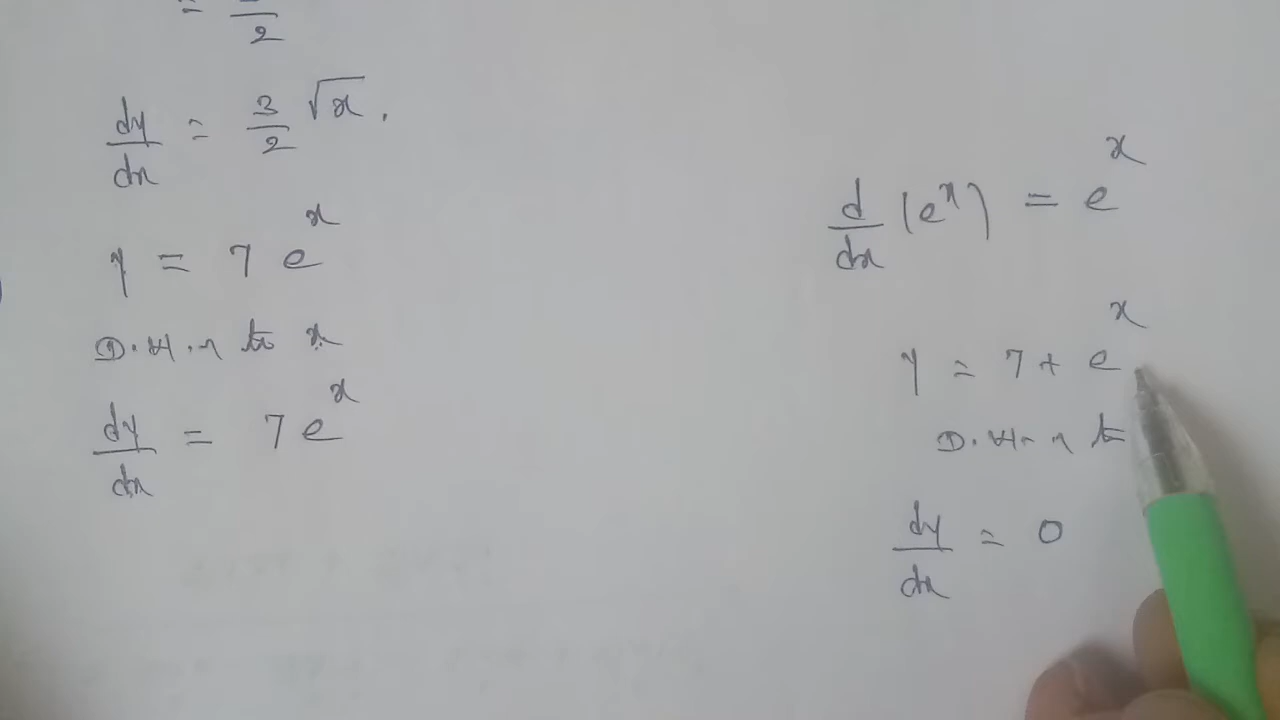 = /2
dy/dx = 3/2 √x.
y = 7 e^x
D.w.r to x
dy/dx = 7 e^x
d/dx (e^x) = e^x
y = 7 + e^x
D.w.r to
dy/dx = 0